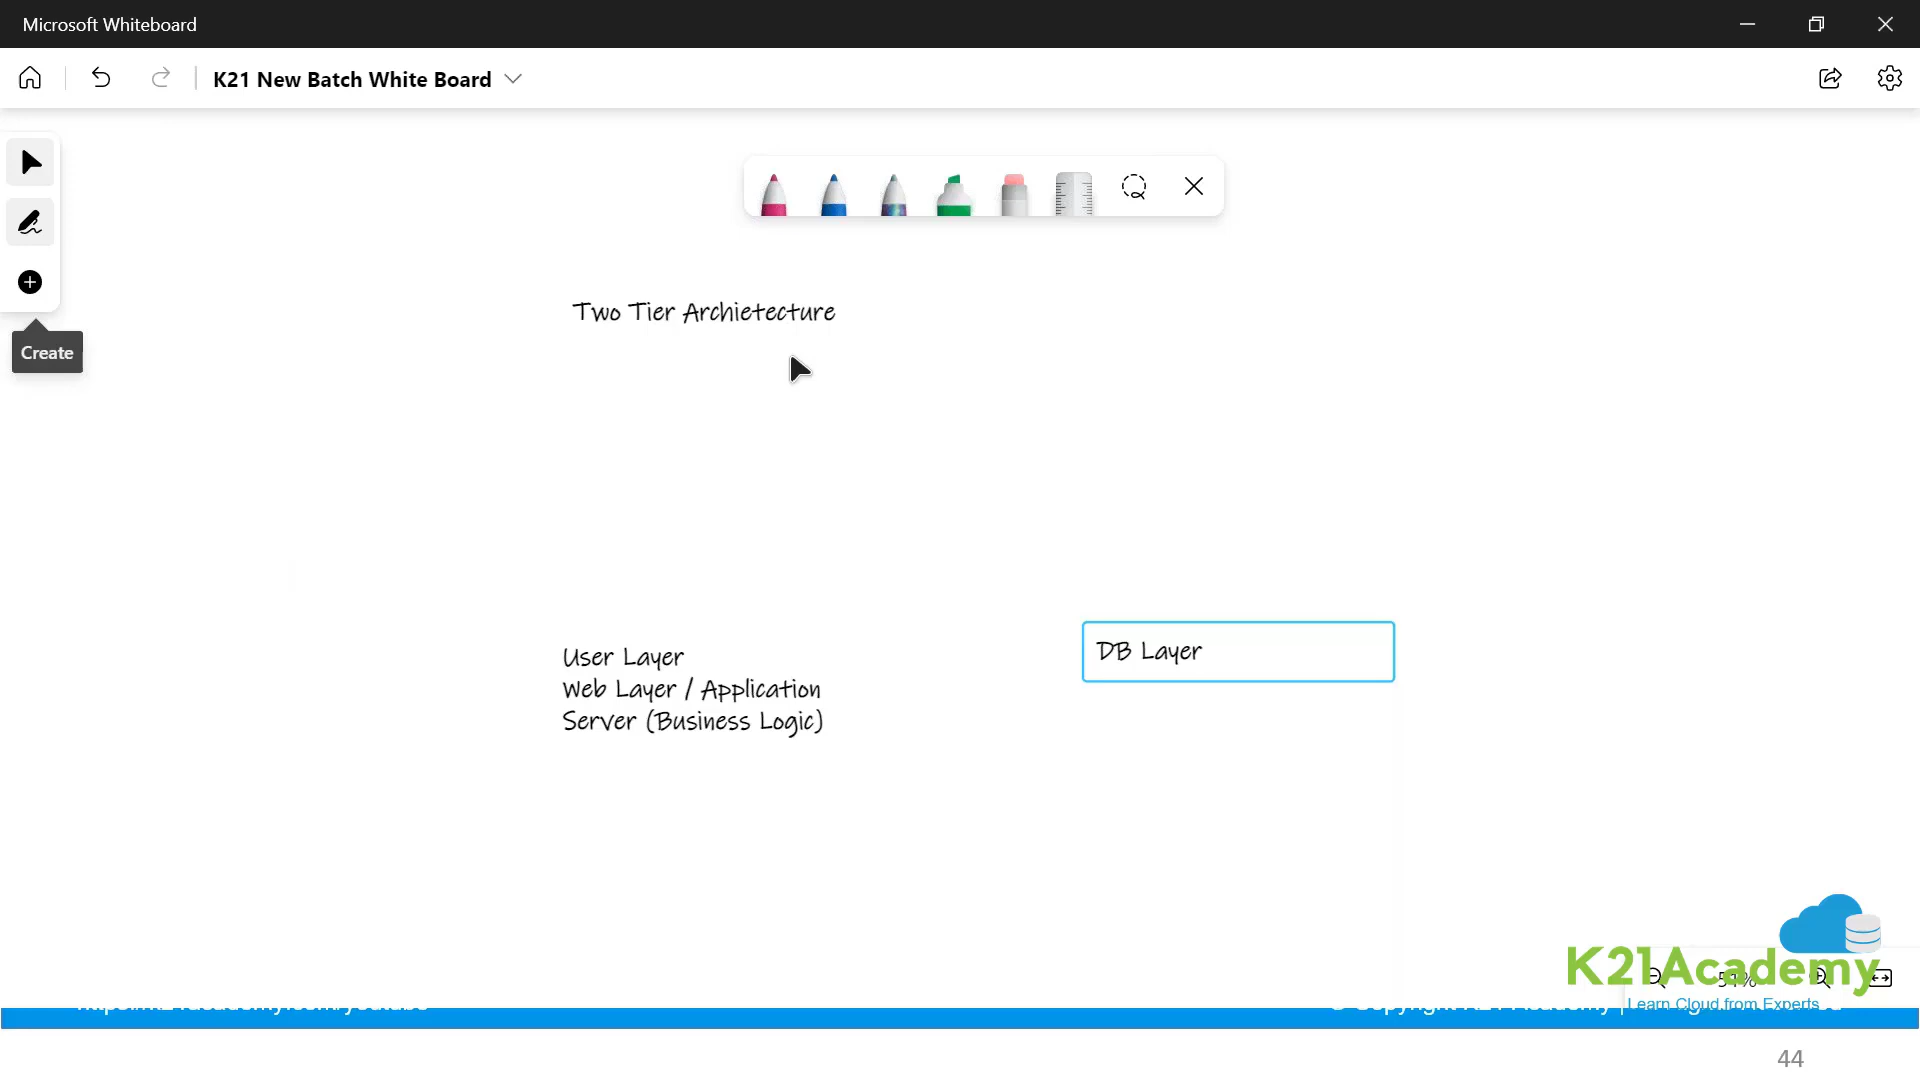 Microsoft Whiteboard
K21 New Batch White Board
Create
Two Tier Archietecture
User Layer
Web Layer / Application
Server (Business Logic)
DB Layer
K21Academy
51%
Learn Cloud from Experts
44